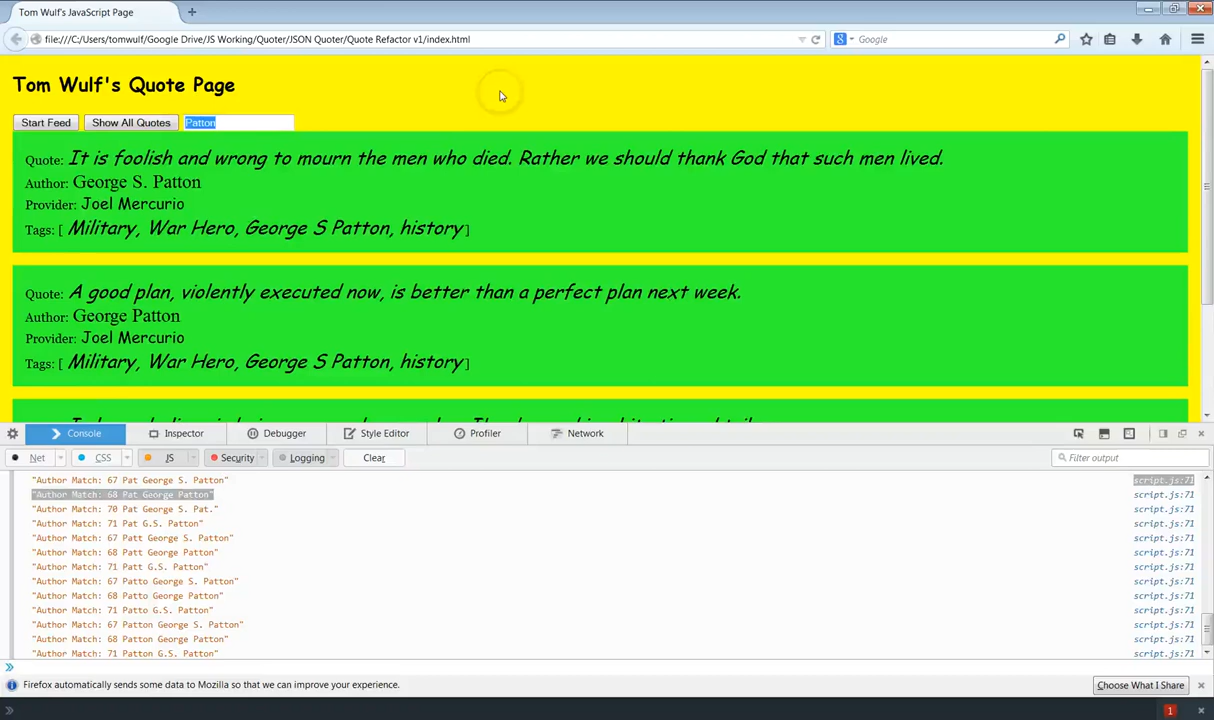 Tom Wulf's JavaScript Page
file:///C:/Users/tomwulf/Google Drive/JS Working/Quoter/JSON Quoter/Quote Refactor v1/index.html
Google
Tom Wulf's Quote Page
Start Feed Show All Quotes Patton
Quote: It is foolish and wrong to mourn the men who died. Rather we should thank God that such men lived.
Author: George S. Patton
Provider: Joel Mercurio
Tags: [ Military, War Hero, George S Patton, history]
Quote: A good plan, violently executed now, is better than a perfect plan next week.
Author: George Patton
Provider: Joel Mercurio
Tags: [ Military, War Hero, George S Patton, history]
Console Inspector Debugger Style Editor Profiler Network
Net CSS JS Security Logging Clear Filter output
"Author Match: 67 Pat George S. Patton" script.js:71
"Author Match: 68 Pat George Patton" script.js:71
"Author Match: 70 Pat George S. Pat." script.js:71
"Author Match: 71 Pat G.S. Patton" script.js:71
"Author Match: 67 Patt George S. Patton" script.js:71
"Author Match: 68 Patt George Patton" script.js:71
"Author Match: 71 Patt G.S. Patton" script.js:71
"Author Match: 67 Patto George S. Patton" script.js:71
"Author Match: 68 Patto George Patton" script.js:71
"Author Match: 71 Patto G.S. Patton" script.js:71
"Author Match: 67 Patton George S. Patton" script.js:71
"Author Match: 68 Patton George Patton" script.js:71
"Author Match: 71 Patton G.S. Patton" script.js:71
Firefox automatically sends some data to Mozilla so that we can improve your experience. Choose What I Share
1